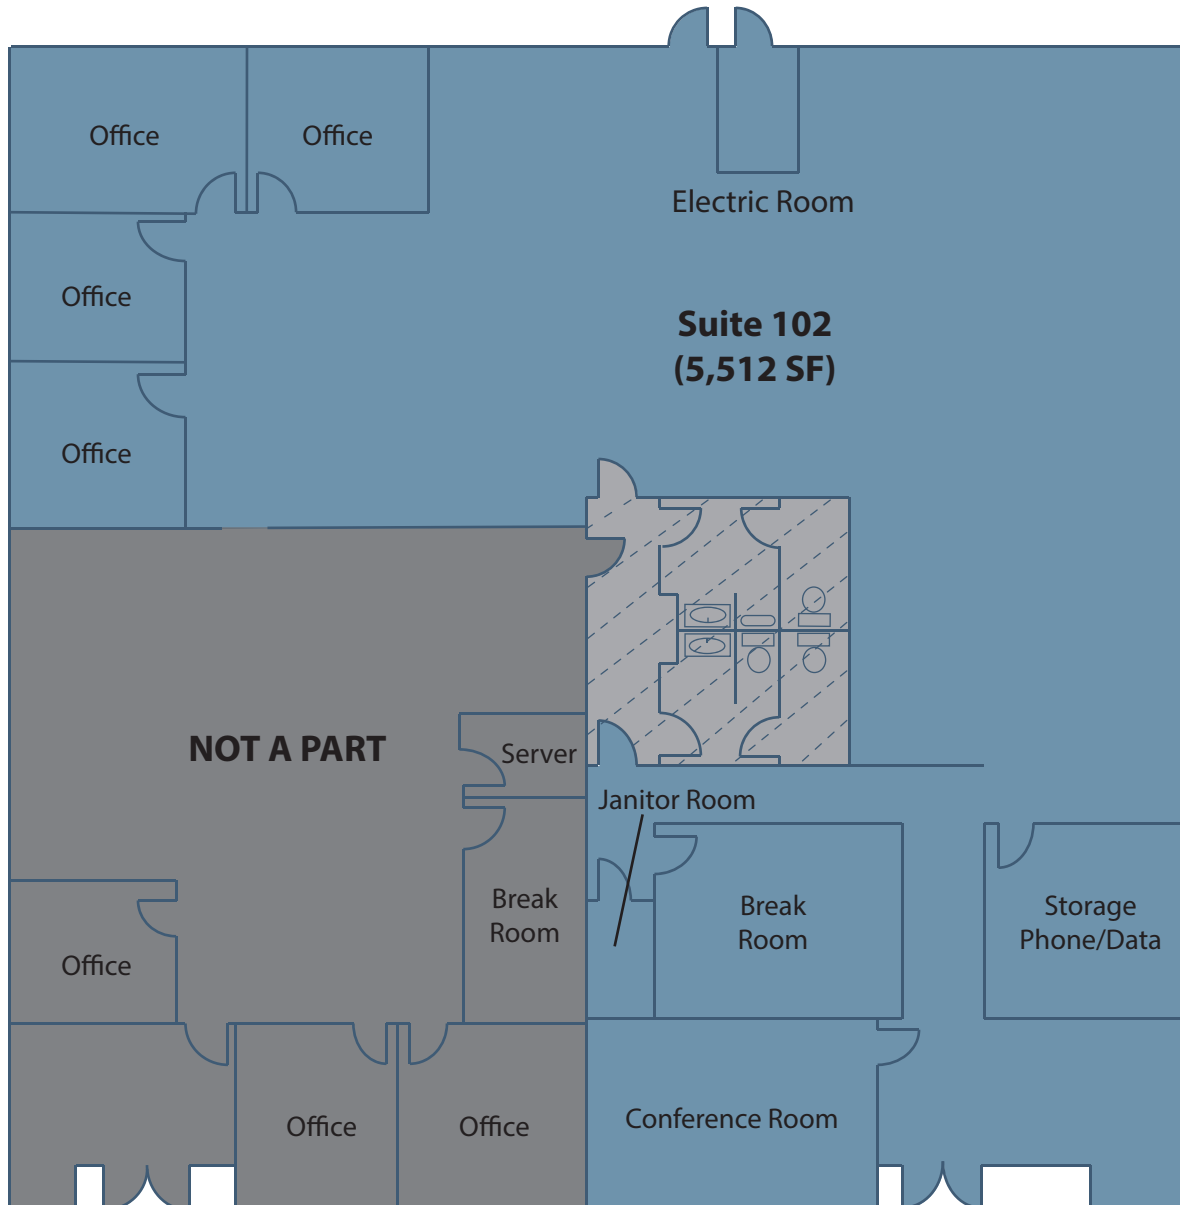 Office
Office
Electric Room
Office
Suite 102
(5,512 SF)
Office
NOT A PART
Server
Janitor Room
Break
Room
Break
Room
Storage
Phone/Data
Office
Office
Office
Conference Room